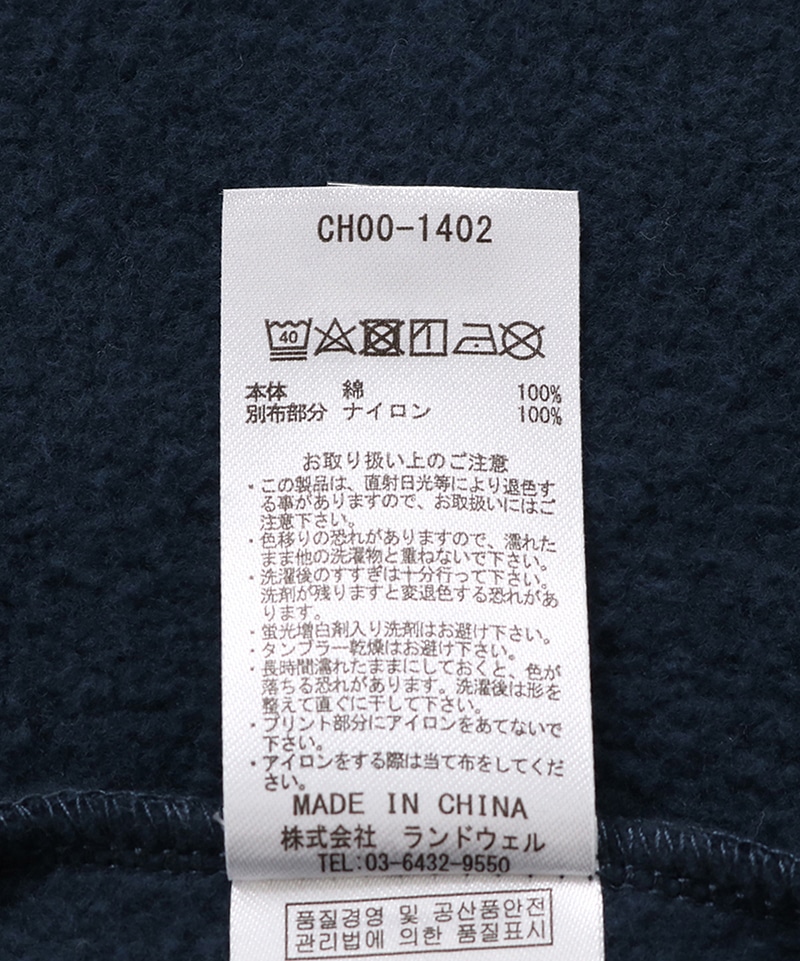 CH00-1402
40
本体 綿 100%
別布部分 ナイロン 100%
お取り扱い上のご注意
・この製品は、直射日光等により退色す
る事がありますので、お取扱いにはご
注意下さい。
・色移りの恐れがありますので、濡れた
まま他の洗濯物と重ねないで下さい。
・洗濯後のすすぎは十分行って下さい。
洗剤が残りますと変退色する恐れがあ
ります。
・蛍光増白剤入り洗剤はお避け下さい。
・タンブラー乾燥はお避け下さい。
・長時間濡れたままにしておくと、色が
落ちる恐れがあります。洗濯後は形を
整えて直ぐに干して下さい。
・プリント部分にアイロンをあてないで
下さい。
・アイロンをする際は当て布をしてくだ
さい。
MADE IN CHINA
株式会社 ランドウェル
TEL:03-6432-9550
품질경영 및 공산품안전
관리법에 의한 품질표시